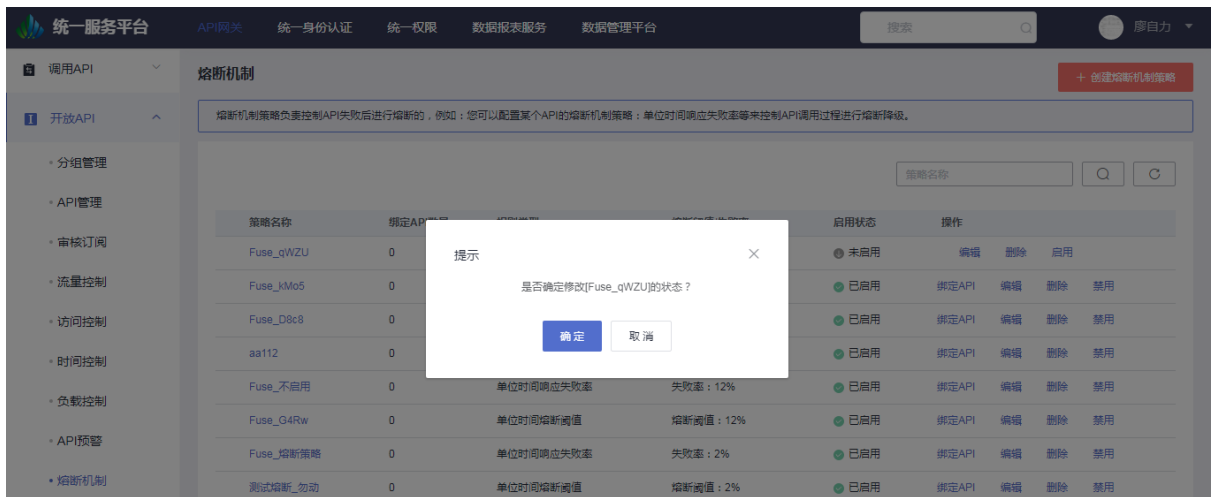 统一服务平台 API网关 统一身份认证 统一权限 数据报表服务 数据管理平台 搜索 廖自力
调用API
熔断机制 + 创建熔断机制策略
开放API
熔断机制策略负责控制API失败后进行熔断的，例如：您可以配置某个API的熔断机制策略：单位时间响应失败率等来控制API调用过程进行熔断降级。
分组管理
策略名称
API管理
策略名称 绑定API数量 启用状态 操作
审核订阅
Fuse_qWZU 0 未启用 编辑 删除 启用
提示
流量控制
Fuse_kMo5 0 已启用 绑定API 编辑 删除 禁用
是否确定修改[Fuse_qWZU]的状态？
访问控制
Fuse_D8c8 0 已启用 绑定API 编辑 删除 禁用
确定 取消
时间控制
aa112 0 已启用 绑定API 编辑 删除 禁用
Fuse_不启用 0 单位时间响应失败率 失败率：12% 已启用 绑定API 编辑 删除 禁用
负载控制
Fuse_G4Rw 0 单位时间熔断阈值 熔断阈值：12% 已启用 绑定API 编辑 删除 禁用
API预警
Fuse_熔断策略 0 单位时间响应失败率 失败率：2% 已启用 绑定API 编辑 删除 禁用
熔断机制
测试熔断_勿动 0 单位时间熔断阈值 熔断阈值：2% 已启用 绑定API 编辑 删除 禁用